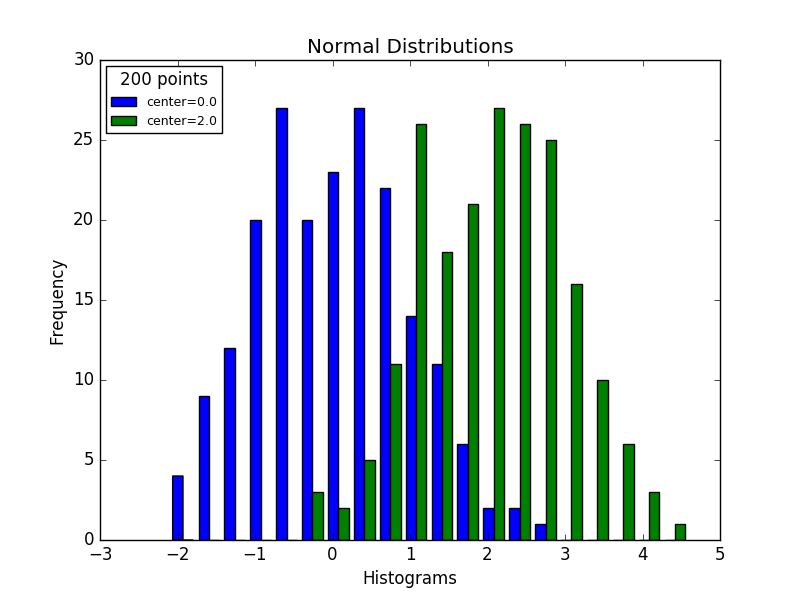 Normal Distributions
200 points
center=0.0
center=2.0
30
25
20
15
10
5
0
Frequency
−3 −2 −1 0 1 2 3 4 5
Histograms